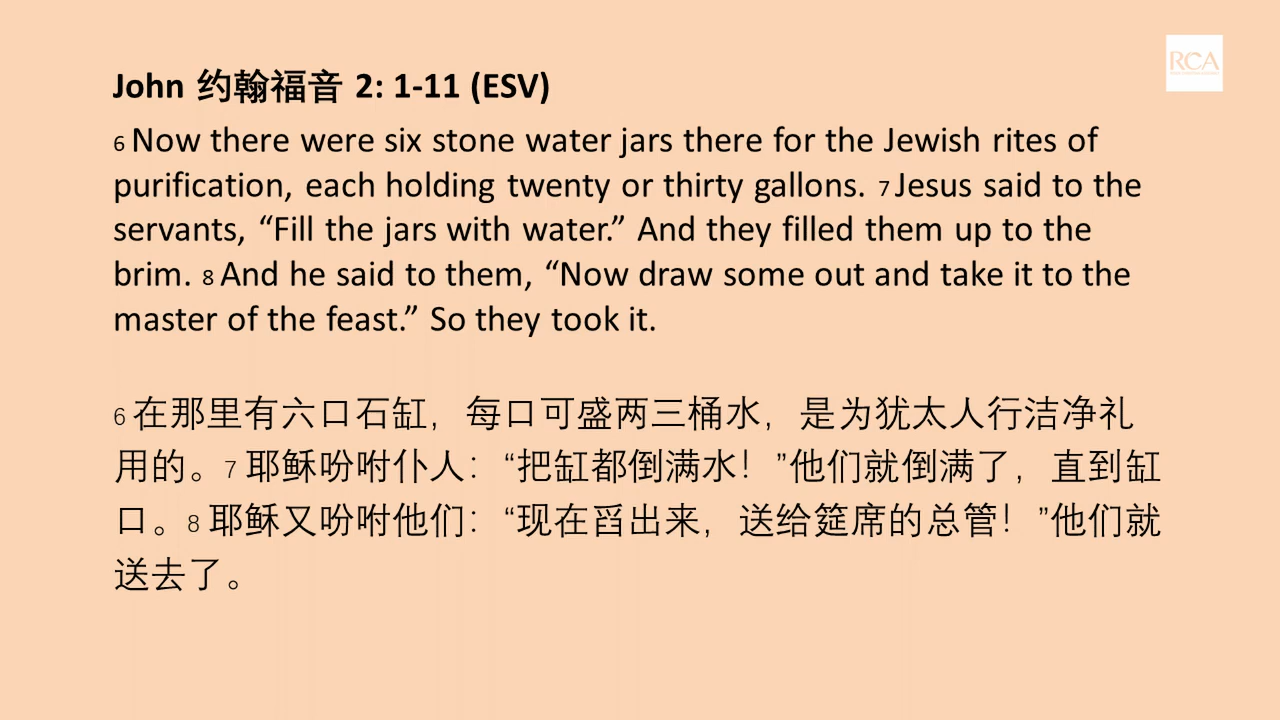 RCA
John 约翰福音 2: 1-11 (ESV)
6 Now there were six stone water jars there for the Jewish rites of
purification, each holding twenty or thirty gallons. 7 Jesus said to the
servants, “Fill the jars with water.” And they filled them up to the
brim. 8 And he said to them, “Now draw some out and take it to the
master of the feast.” So they took it.
6 在那里有六口石缸，每口可盛两三桶水，是为犹太人行洁净礼
用的。7 耶稣吩咐仆人：“把缸都倒满水！”他们就倒满了，直到缸
口。8 耶稣又吩咐他们：“现在舀出来，送给筵席的总管！”他们就
送去了。